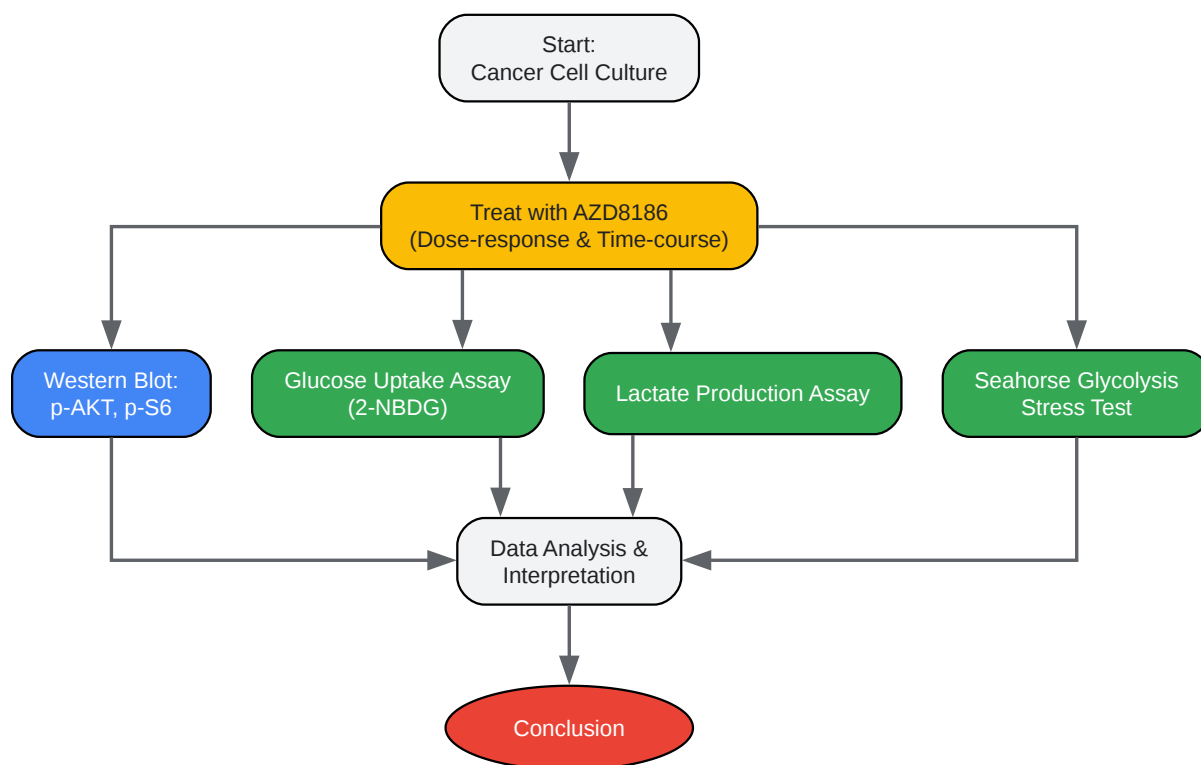 Start:
Cancer Cell Culture
Treat with AZD8186
(Dose-response & Time-course)
Western Blot:
p-AKT, p-S6
Glucose Uptake Assay
(2-NBDG)
Lactate Production Assay
Seahorse Glycolysis
Stress Test
Data Analysis &
Interpretation
Conclusion